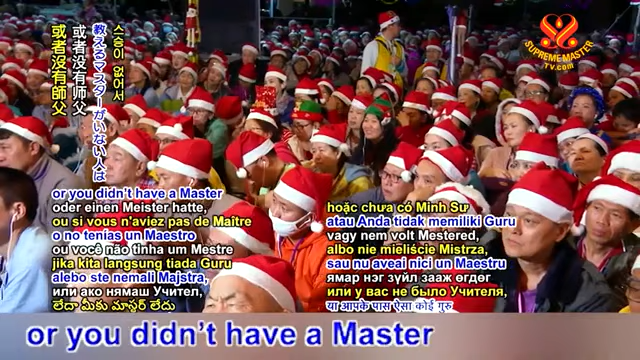 스승이 없어서
教えるマスターがいない人は
或者没有师父
或者沒有師父
SUPREME MASTER
TV.com
or you didn't have a Master
oder einen Meister hatte,
ou si vous n'aviez pas de Maître
o no tenías un Maestro
ou você não tinha um Mestre
jika kita langsung tiada Guru
alebo ste nemali Majstra,
или ако нямаш Учител,
లేదా మీకు మాస్టర్ లేదు
hoặc chưa có Minh Sư
atau Anda tidak memiliki Guru
vagy nem volt Mestered,
albo nie mieliście Mistrza,
sau nu aveai nici un Maestru
ямар нэг зүйл зааж өгдөг
или у вас не было Учителя,
या आपके पास ऐसा कोई गुरु
or you didn't have a Master